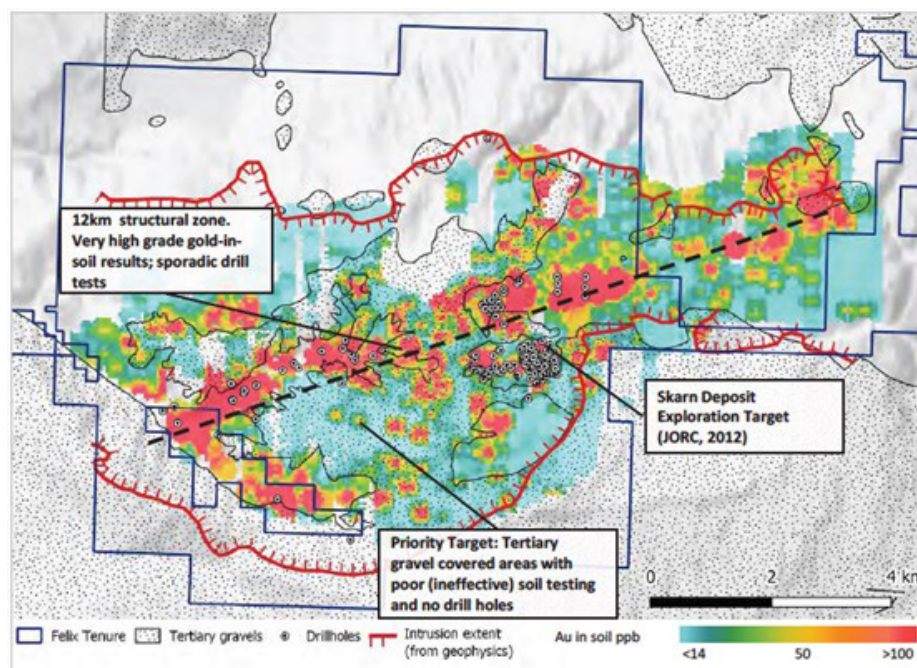 12km structural zone.
Very high grade gold-in-
soil results; sporadic drill
tests
Skarn Deposit
Exploration Target
(JORC, 2012)
Priority Target: Tertiary
gravel covered areas with
poor (ineffective) soil testing
and no drill holes
0 2 4 km
Felix Tenure
Tertiary gravels
Drillholes
Intrusion extent
(from geophysics)
Au in soil ppb
<14 50 >100